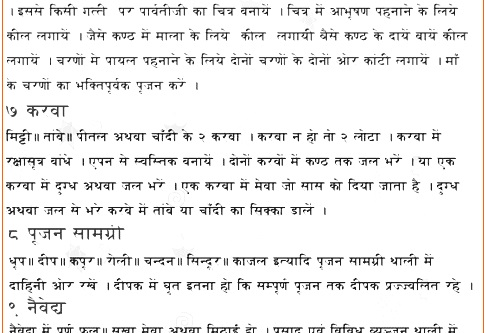 । इससे किसी गत्ते पर पार्वतीजी का चित्र बनायें । चित्र में आभूषण पहनाने के लिये
कील लगायें । जैसे कण्ठ में माला के लिये कील लगायी वैसे कण्ठ के दायें बायें कील
लगायें । चरणों में पायल पहनाने के लिये दोनों चरणों के दोनों ओर कांटी लगायें । माँ
के चरणों का भक्तिपूर्वक पूजन करें ।
७ करवा
मिट्टी॥ तांबे॥ पीतल अथवा चाँदी के २ करवा । करवा न हो तो २ लोटा । करवा में
रक्षासूत्र बांधे । एपन से स्वस्तिक बनायें । दोनों करवों में कण्ठ तक जल भरें । या एक
करवा में दुग्ध अथवा जल भरें । एक करवा में मेवा जो सास को दिया जाता है । दुग्ध
अथवा जल से भरे करवे में तांबे या चाँदी का सिक्का डालें ।
८ पूजन सामग्री
धूप॥ दीप॥ कपूर॥ रोली॥ चन्दन॥ सिन्दूर॥ काजल इत्यादि पूजन सामग्री थाली में
दाहिनी ओर रखें । दीपक में घृत इतना हो कि सम्पूर्ण पूजन तक दीपक प्रज्ज्वलित रहे ।
९ नैवेद्य
नैवेद्य में पूर्ण फल॥ सूखा मेवा अथवा मिठाई हो । प्रसाद एवं विविध व्यञ्जन थाली में